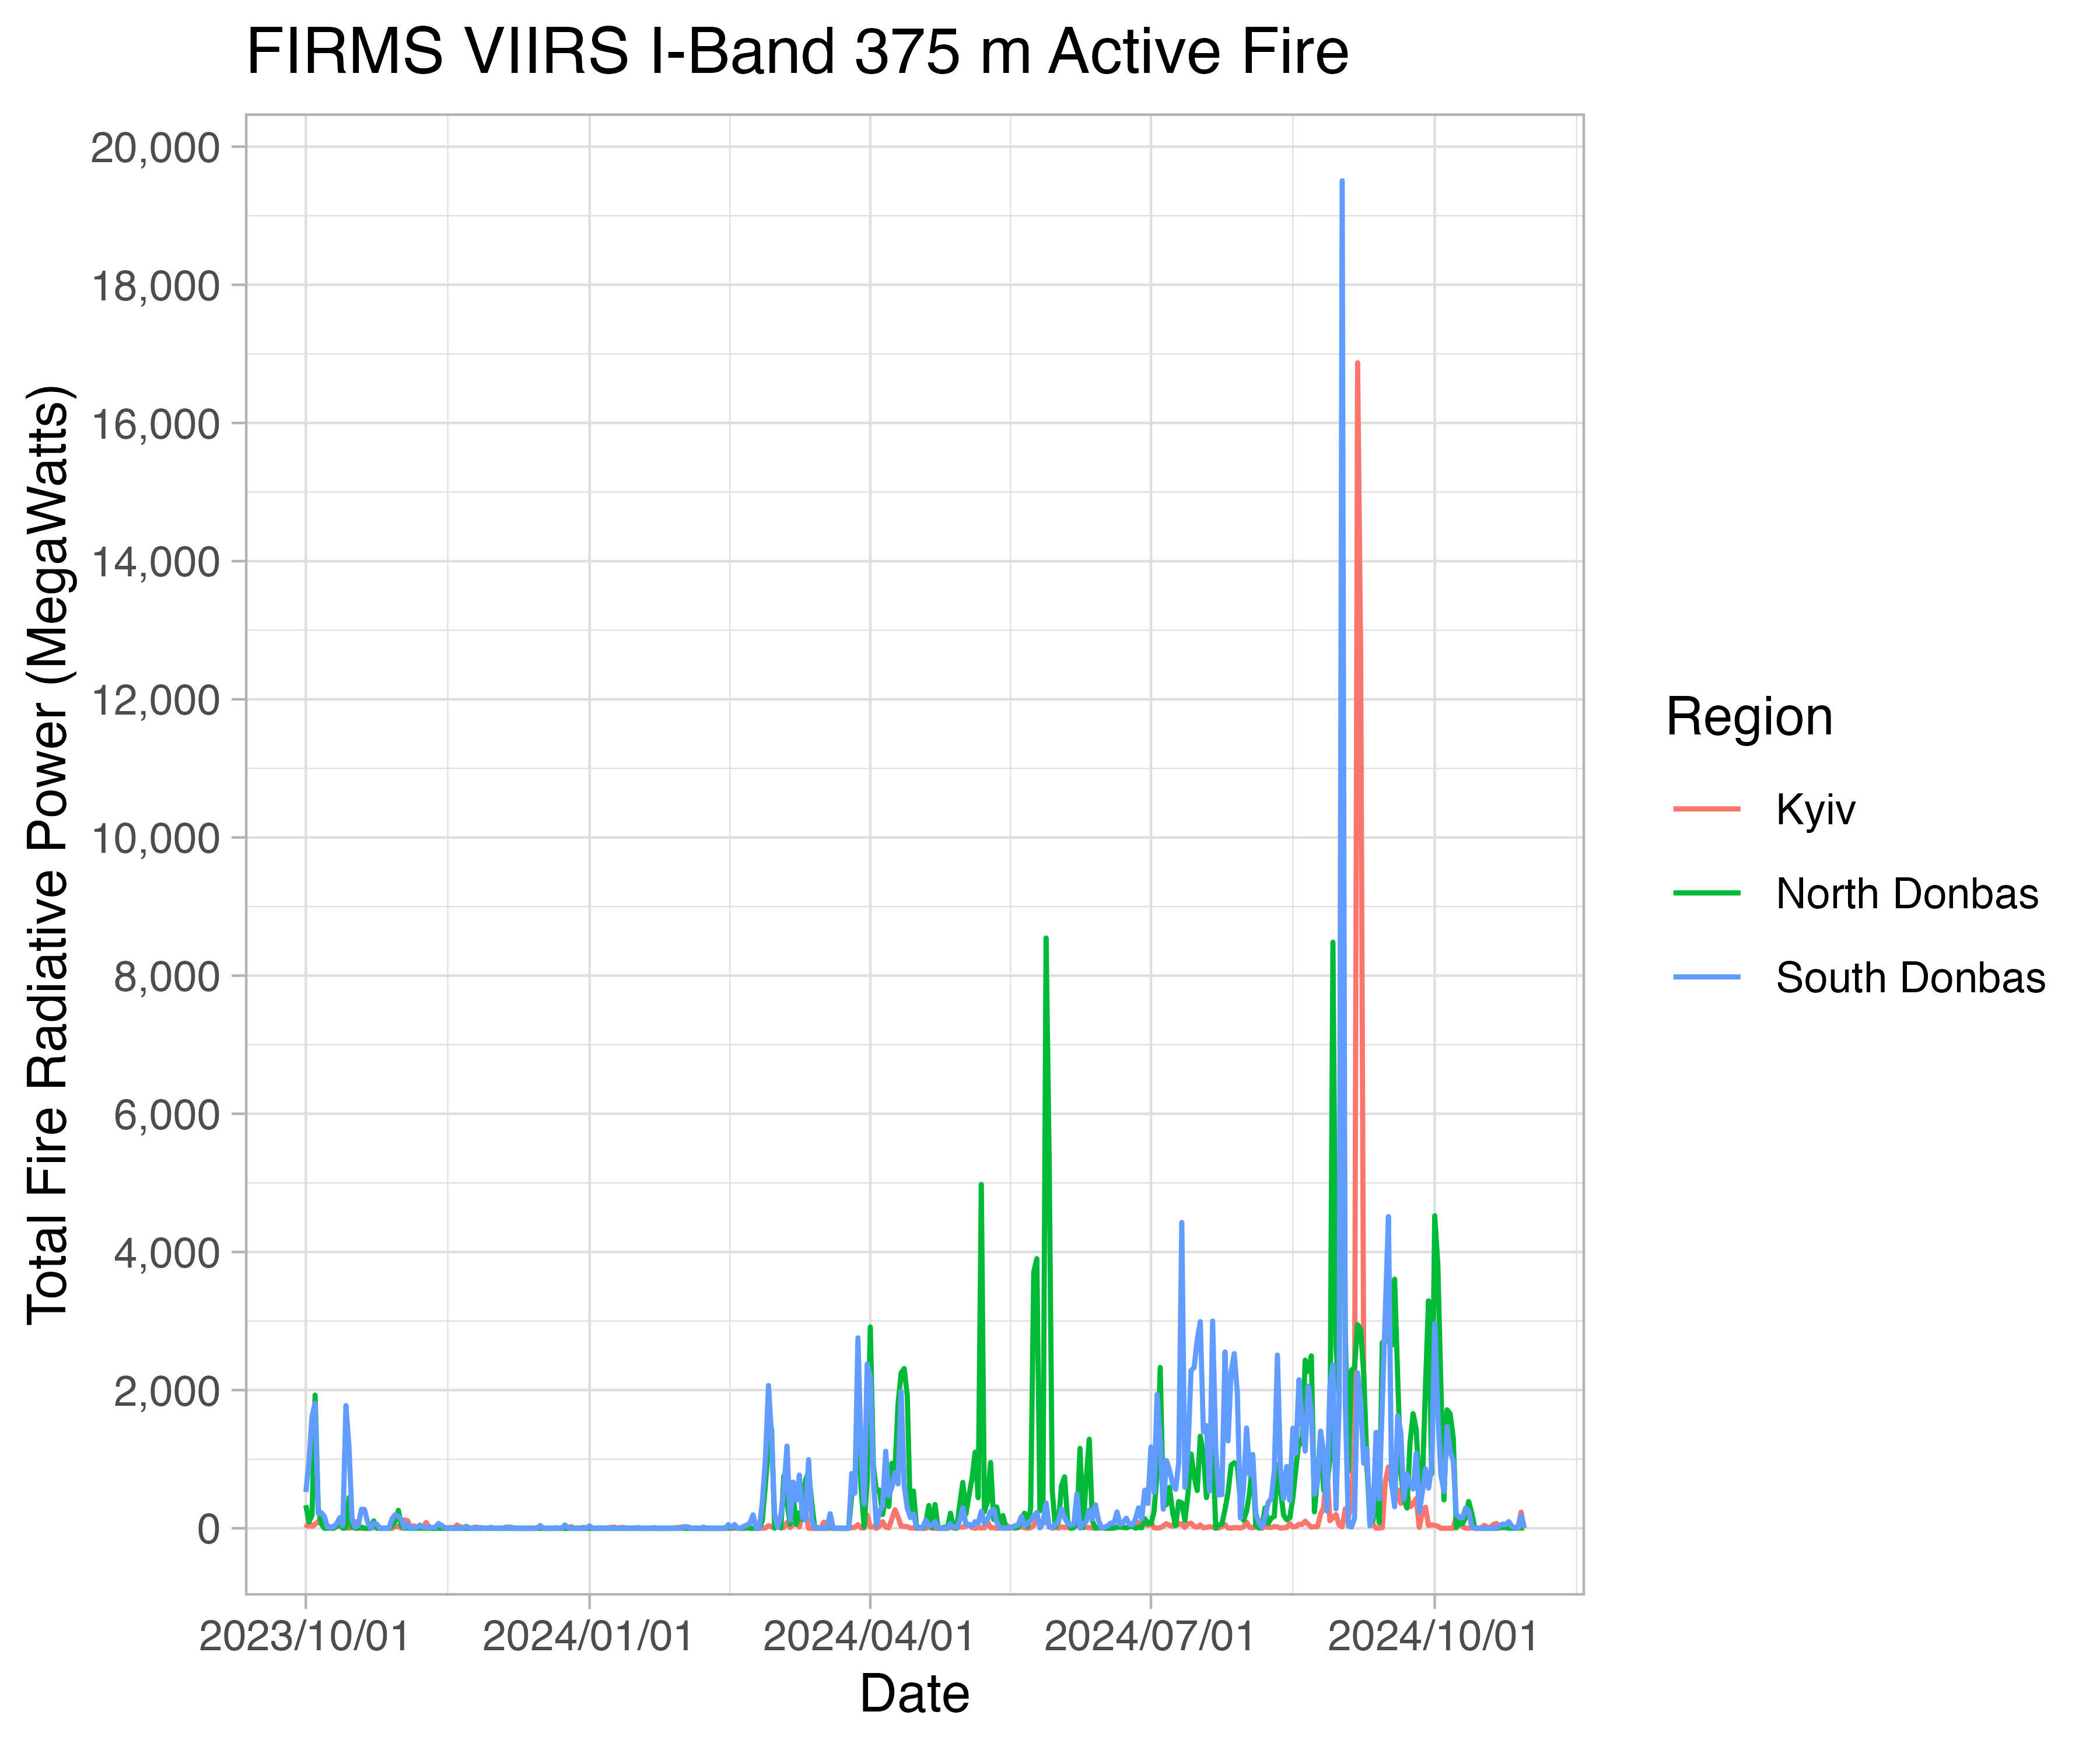 FIRMS VIIRS I-Band 375 m Active Fire
Total Fire Radiative Power (MegaWatts)
20,000
18,000
16,000
14,000
12,000
10,000
8,000
6,000
4,000
2,000
0
2023/10/01
2024/01/01
2024/04/01
2024/07/01
2024/10/01
Date
Region
Kyiv
North Donbas
South Donbas